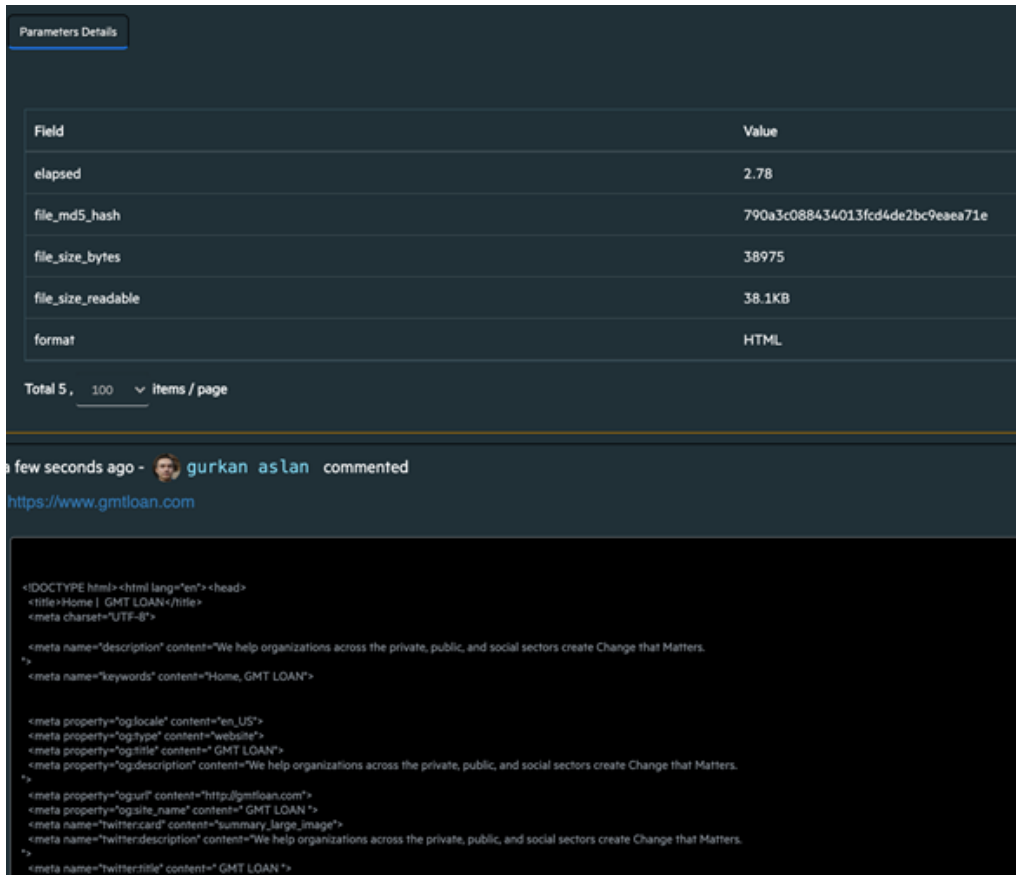 Parameters Details
Field Value
elapsed 2.78
file_md5_hash 790a3c088434013fcd4de2bc9eaea71e
file_size_bytes 38975
file_size_readable 38.1KB
format HTML
Total 5 , 100 items / page
a few seconds ago - gurkan aslan commented
https://www.gmtloan.com
<!DOCTYPE html><html lang="en"><head>
<title>Home | GMT LOAN</title>
<meta charset="UTF-8">
<meta name="description" content="We help organizations across the private, public, and social sectors create Change that Matters.
">
<meta name="keywords" content="Home, GMT LOAN">
<meta property="og:locale" content="en_US">
<meta property="og:type" content="website">
<meta property="og:title" content=" GMT LOAN">
<meta property="og:description" content="We help organizations across the private, public, and social sectors create Change that Matters.
">
<meta property="og:url" content="http://gmtloan.com">
<meta property="og:site_name" content=" GMT LOAN ">
<meta name="twitter:card" content="summary_large_image">
<meta name="twitter:description" content="We help organizations across the private, public, and social sectors create Change that Matters.
">
<meta name="twitter:title" content=" GMT LOAN ">